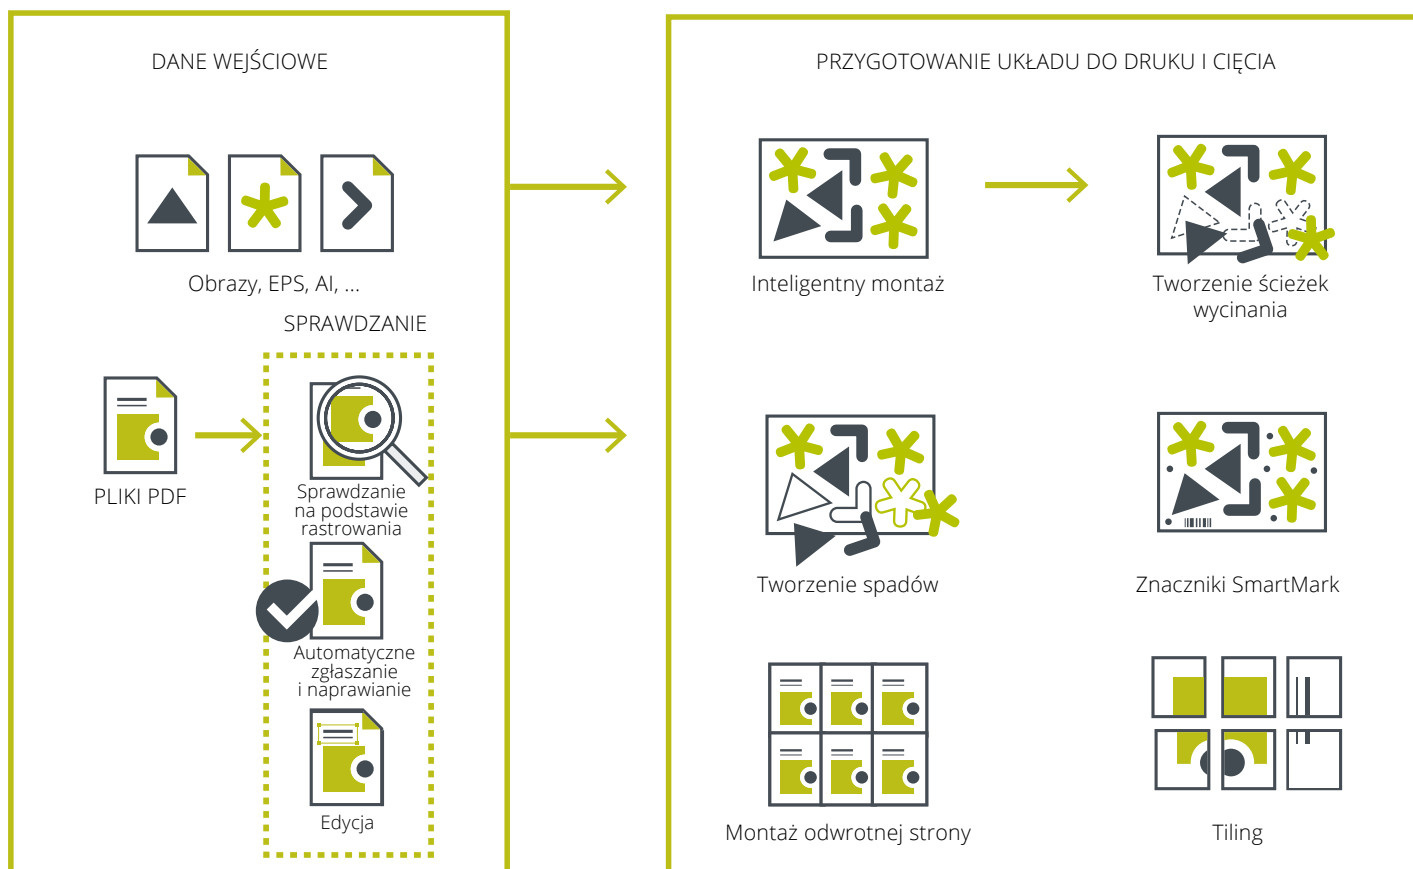 DANE WEJŚCIOWE
Obrazy, EPS, AI, ...
SPRAWDZANIE
PLIKI PDF
Sprawdzanie
na podstawie
rastrowania
Automatyczne
zgłaszanie
i naprawianie
Edycja
PRZYGOTOWANIE UKŁADU DO DRUKU I CIĘCIA
Inteligentny montaż
Tworzenie ścieżek
wycinania
Tworzenie spadów
Znaczniki SmartMark
Montaż odwrotnej strony
Tiling